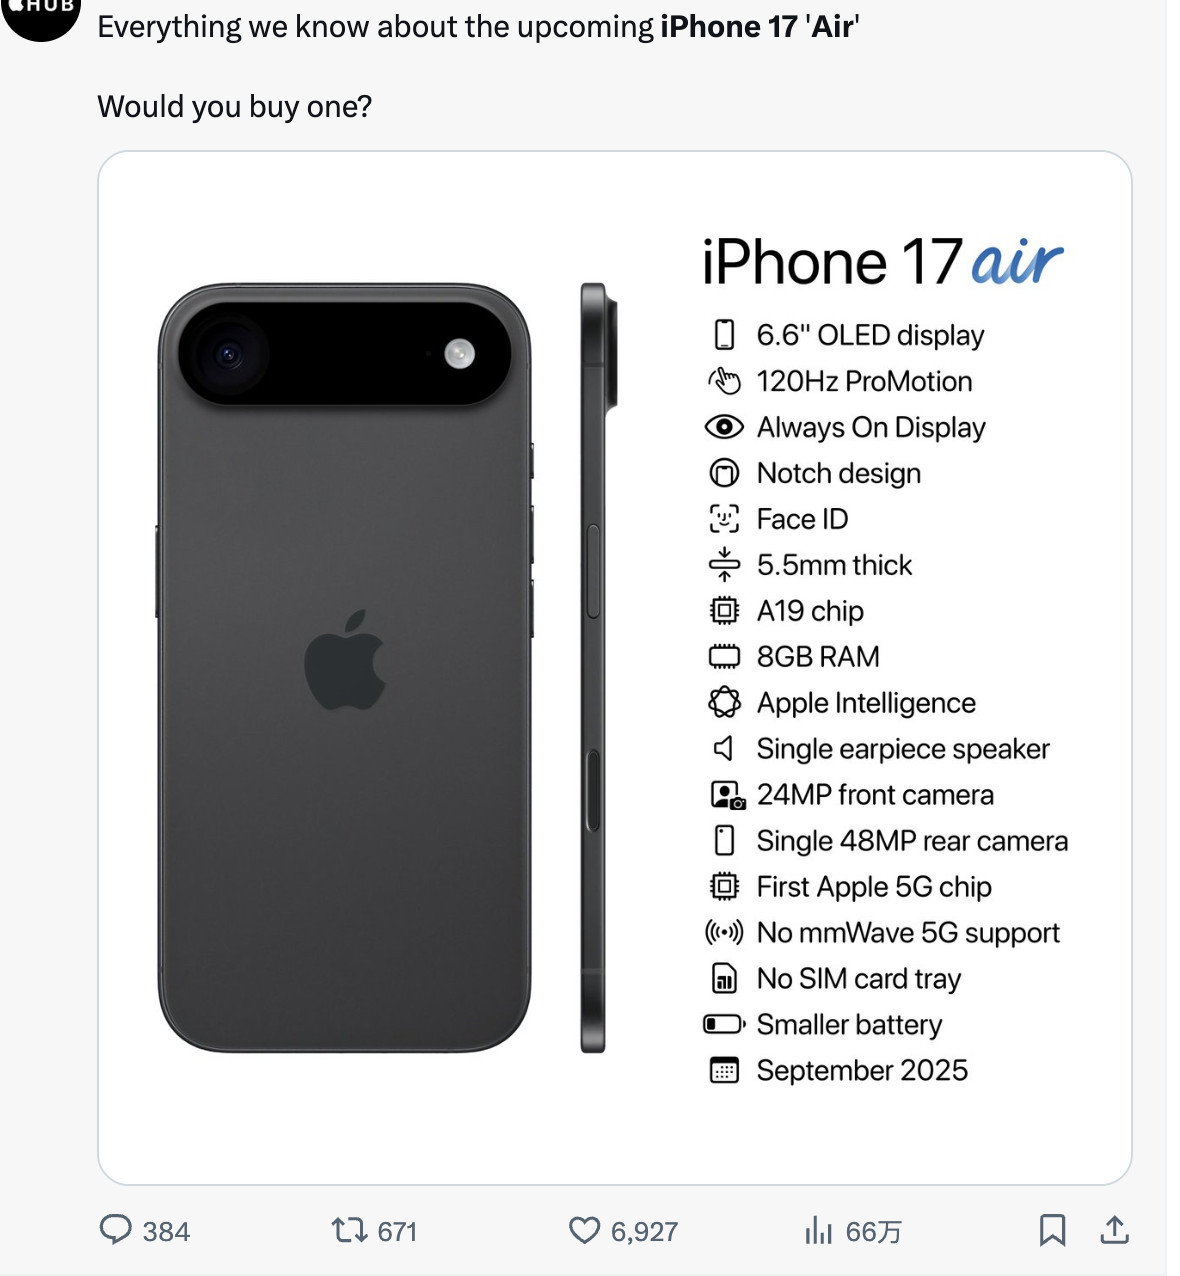 HUB
Everything we know about the upcoming iPhone 17 'Air'
Would you buy one?
iPhone 17 air
6.6" OLED display
120Hz ProMotion
Always On Display
Notch design
Face ID
5.5mm thick
A19 chip
8GB RAM
Apple Intelligence
Single earpiece speaker
24MP front camera
Single 48MP rear camera
First Apple 5G chip
No mmWave 5G support
No SIM card tray
Smaller battery
September 2025
384 671 6,927 66万